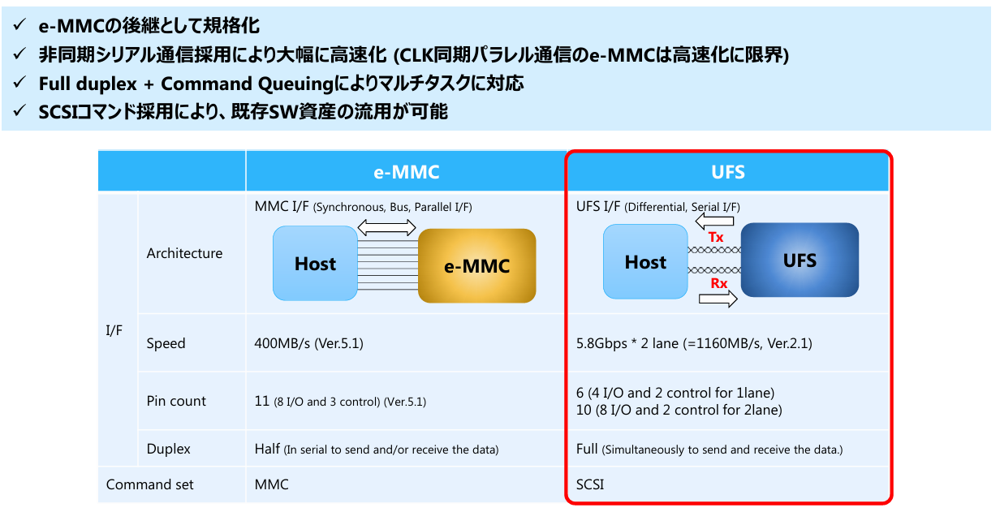 ✓ e-MMCの後継として規格化
✓ 非同期シリアル通信採用により大幅に高速化 (CLK同期パラレル通信のe-MMCは高速化に限界)
✓ Full duplex + Command Queuingによりマルチタスクに対応
✓ SCSIコマンド採用により、既存SW資産の流用が可能
e-MMC
UFS
I/F
Architecture
MMC I/F (Synchronous, Bus, Parallel I/F)
Host
e-MMC
UFS I/F (Differential, Serial I/F)
Tx
Host
UFS
Rx
Speed
400MB/s (Ver.5.1)
5.8Gbps * 2 lane (=1160MB/s, Ver.2.1)
Pin count
11 (8 I/O and 3 control) (Ver.5.1)
6 (4 I/O and 2 control for 1lane)
10 (8 I/O and 2 control for 2lane)
Duplex
Half (In serial to send and/or receive the data)
Full (Simultaneously to send and receive the data.)
Command set
MMC
SCSI